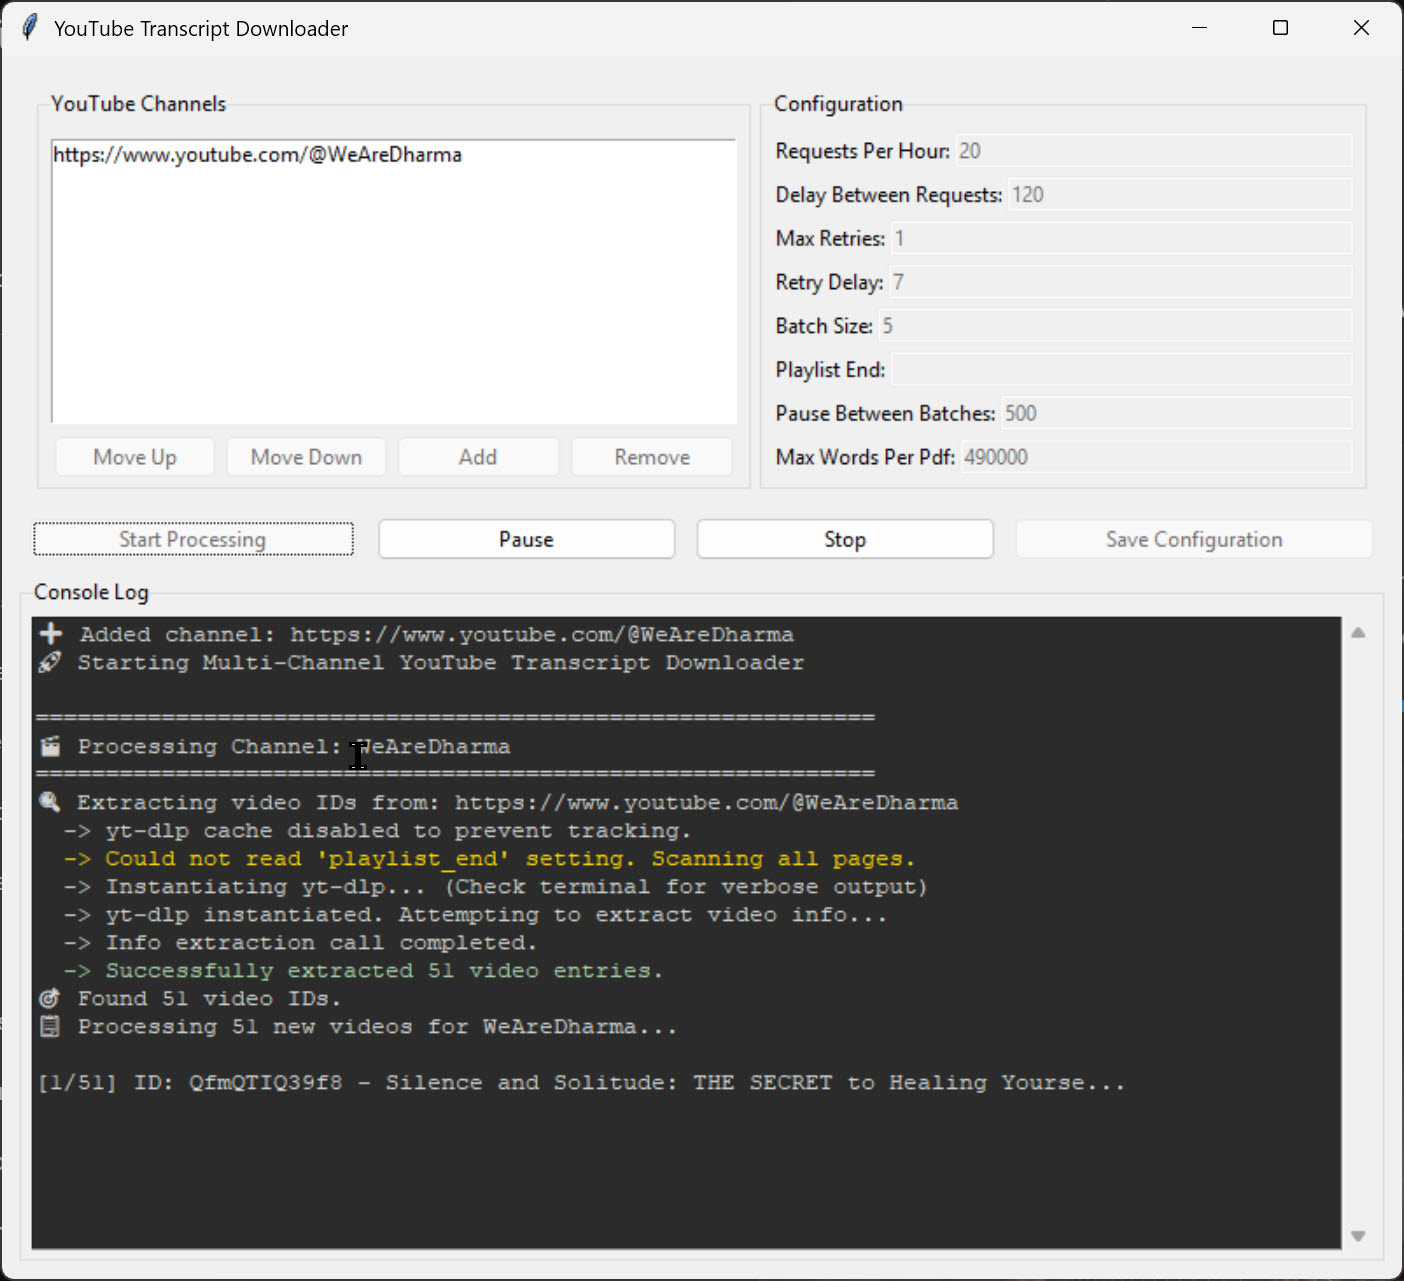 YouTube Transcript Downloader
YouTube Channels
https://www.youtube.com/@WeAreDharma
Move Up
Move Down
Add
Remove
Configuration
Requests Per Hour: 20
Delay Between Requests: 120
Max Retries: 1
Retry Delay: 7
Batch Size: 5
Playlist End:
Pause Between Batches: 500
Max Words Per Pdf: 490000
Start Processing
Pause
Stop
Save Configuration
Console Log
➕ Added channel: https://www.youtube.com/@WeAreDharma
🚀 Starting Multi-Channel YouTube Transcript Downloader
============================================================
🎬 Processing Channel: WeAreDharma
============================================================
🔍 Extracting video IDs from: https://www.youtube.com/@WeAreDharma
-> yt-dlp cache disabled to prevent tracking.
-> Could not read 'playlist_end' setting. Scanning all pages.
-> Instantiating yt-dlp... (Check terminal for verbose output)
-> yt-dlp instantiated. Attempting to extract video info...
-> Info extraction call completed.
-> Successfully extracted 51 video entries.
🎯 Found 51 video IDs.
📋 Processing 51 new videos for WeAreDharma...
[1/51] ID: QfmQTIQ39f8 - Silence and Solitude: THE SECRET to Healing Yourse...